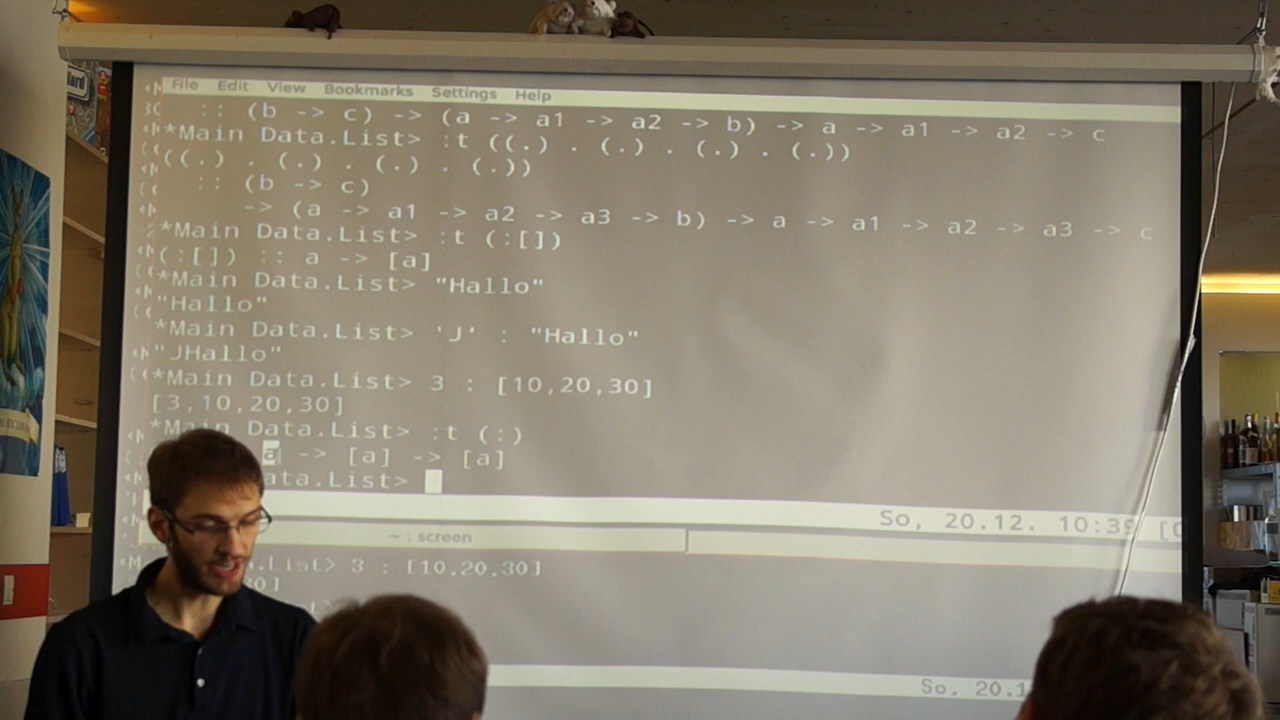 File Edit View Bookmarks Settings Help
:: (b -> c) -> (a -> a1 -> a2 -> b) -> a -> a1 -> a2 -> c
*Main Data.List> :t ((.) . (.) . (.) . (.))
((.) . (.) . (.) . (.))
:: (b -> c)
-> (a -> a1 -> a2 -> a3 -> b) -> a -> a1 -> a2 -> a3 -> c
*Main Data.List> :t (:[])
(:[]) :: a -> [a]
*Main Data.List> "Hallo"
"Hallo"
*Main Data.List> 'J' : "Hallo"
"JHallo"
*Main Data.List> 3 : [10,20,30]
[3,10,20,30]
*Main Data.List> :t (:)
a -> [a] -> [a]
ata.List>
So, 20.12. 10:39
~ : screen
.List> 3 : [10,20,30]
30]
So, 20.1